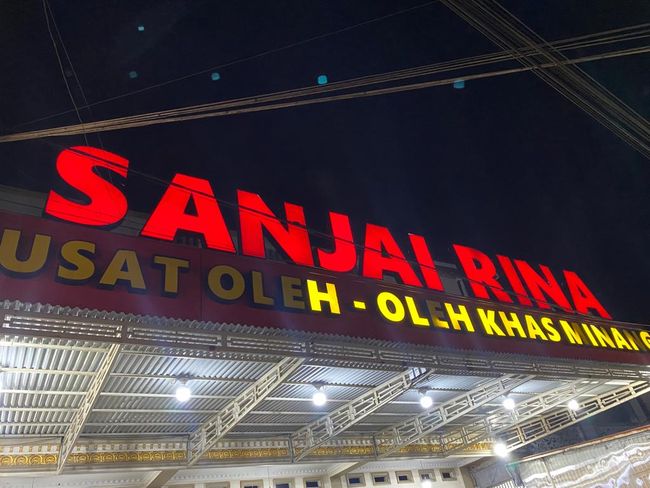 SANJAI RINA
USAT OLEH - OLEH KHAS MINAN